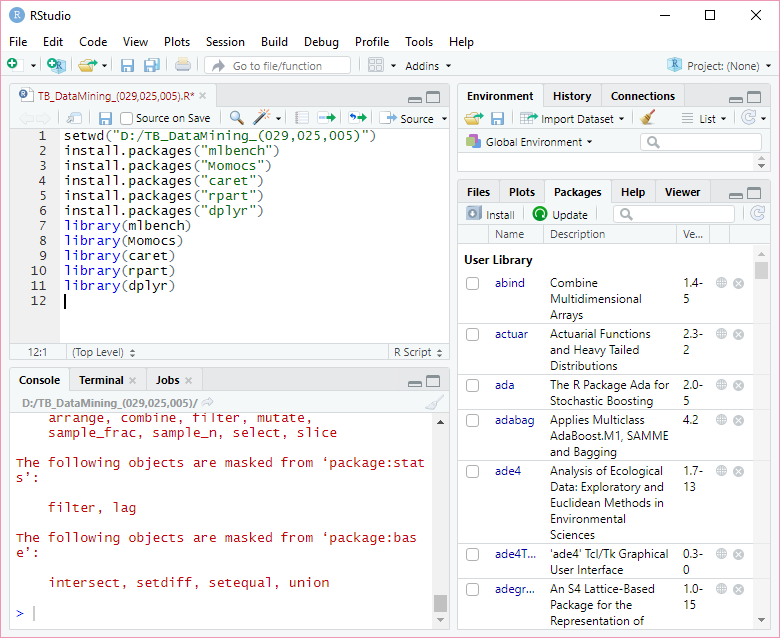 RStudio
File Edit Code View Plots Session Build Debug Profile Tools Help
Go to file/function Addins Project: (None)
TB_DataMining_(029,025,005).R*
Source on Save Source
1 setwd("D:/TB_DataMining_(029,025,005)")
2 install.packages("mlbench")
3 install.packages("Momocs")
4 install.packages("caret")
5 install.packages("rpart")
6 install.packages("dplyr")
7 library(mlbench)
8 library(Momocs)
9 library(caret)
10 library(rpart)
11 library(dplyr)
12
12:1 (Top Level) R Script
Console Terminal Jobs
D:/TB_DataMining_(029,025,005)/
arrange, combine, filter, mutate,
sample_frac, sample_n, select, slice
The following objects are masked from ‘package:stat
s’:
filter, lag
The following objects are masked from ‘package:bas
e’:
intersect, setdiff, setequal, union
>
Environment History Connections
Import Dataset List
Global Environment
Files Plots Packages Help Viewer
Install Update
Name Description Ve...
User Library
abind Combine 1.4-
Multidimensional 5
Arrays
actuar Actuarial Functions 2.3-
and Heavy Tailed 2
Distributions
ada The R Package Ada for 2.0-
Stochastic Boosting 5
adabag Applies Multiclass 4.2
AdaBoost.M1, SAMME
and Bagging
ade4 Analysis of Ecological 1.7-
Data: Exploratory and 13
Euclidean Methods in
Environmental
Sciences
ade4T... 'ade4' Tcl/Tk Graphical 0.3-
User Interface 0
adegr... An S4 Lattice-Based 1.0-
Package for the 15
Representation of